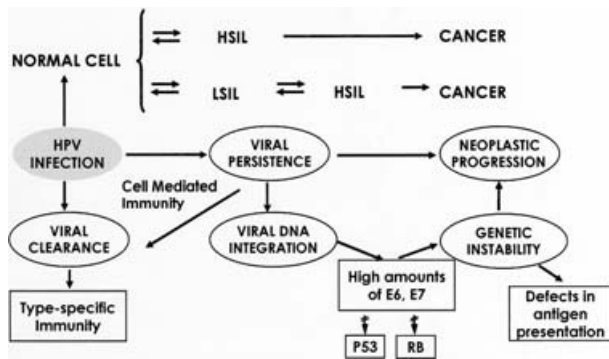 HSIL
CANCER
NORMAL CELL
LSIL
HSIL
CANCER
HPV
INFECTION
VIRAL
PERSISTENCE
NEOPLASTIC
PROGRESSION
Cell Mediated
Immunity
VIRAL
CLEARANCE
VIRAL DNA
INTEGRATION
GENETIC
INSTABILITY
High amounts
of E6, E7
Type-specific
Immunity
Defects in
antigen
presentation
P53
RB